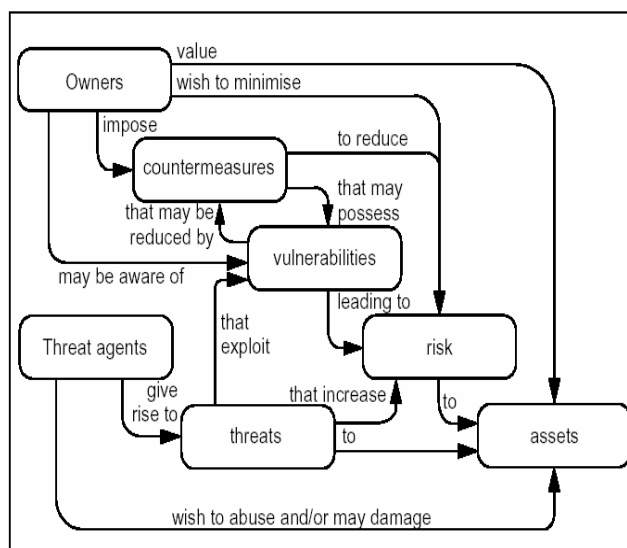 value
Owners
wish to minimise
impose
to reduce
countermeasures
that may be
reduced by
that may
possess
vulnerabilities
may be aware of
leading to
that
exploit
Threat agents
risk
give
rise to
that increase
to
to
threats
assets
wish to abuse and/or may damage